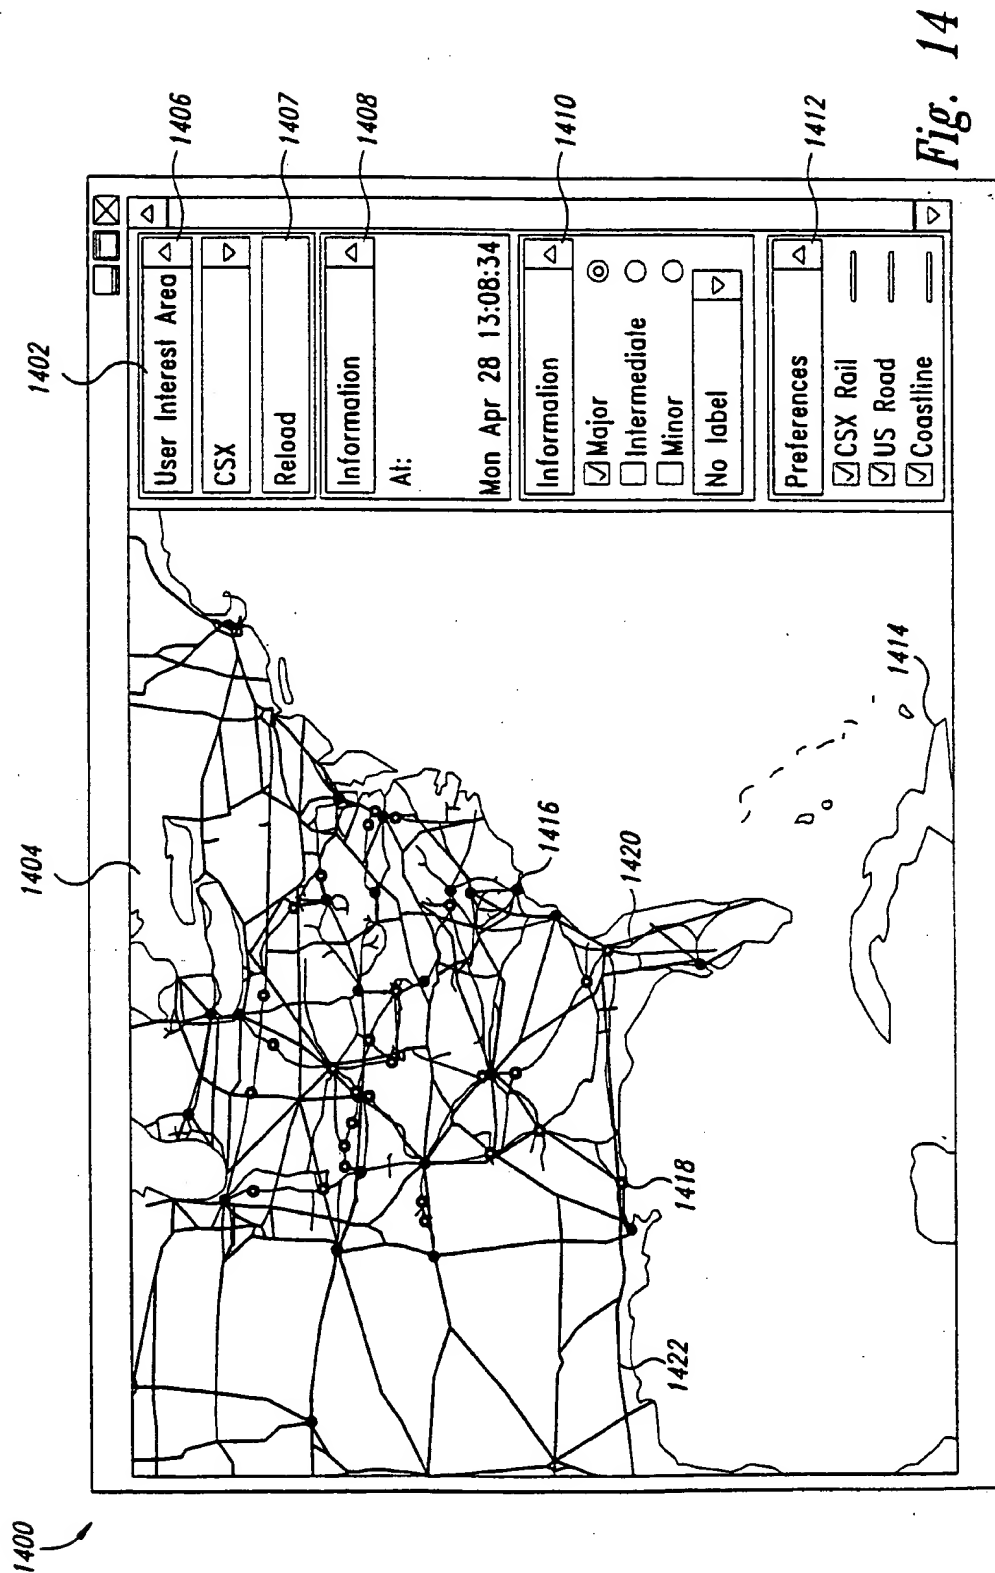 1400
1402
1404
User Interest Area
1406
CSX
Reload
1407
Information
1408
At:
Mon Apr 28 13:08:34
Information
1410
Major
Intermediate
Minor
No label
Preferences
1412
CSX Rail
US Road
Coastline
1414
1416
1420
1418
1422
Fig. 14